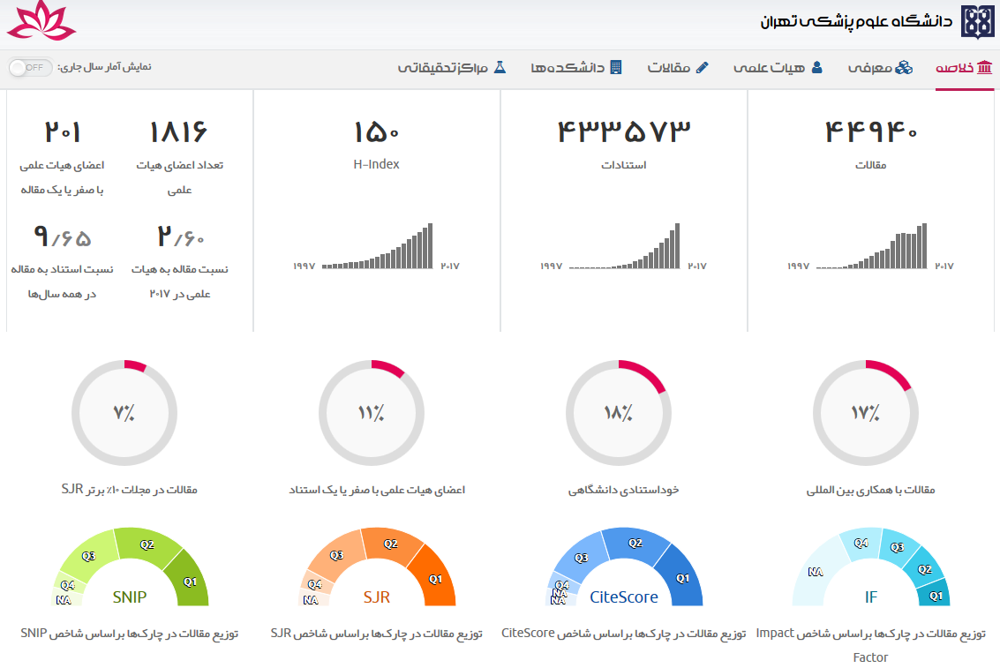 دانشگاه علوم پزشکی تهران
خلاصه
معرفی
هیات علمی
مقالات
دانشکده‌ها
مراکز تحقیقاتی
نمایش آمار سال جاری:
OFF
۴۴۹۴۰
مقالات
۱۹۹۷
۲۰۱۷
۴۳۳۵۷۳
استنادات
۱۹۹۷
۲۰۱۷
۱۵۰
H-Index
۱۹۹۷
۲۰۱۷
۱۸۱۶
تعداد اعضای هیات
علمی
۲۰۱
اعضای هیات علمی
با صفر یا یک مقاله
۲/۶۰
نسبت مقاله به هیات
علمی در ۲۰۱۷
۹/۶۵
نسبت استناد به مقاله
در همه سال‌ها
۱۷٪
مقالات با همکاری بین المللی
۱۸٪
خوداستنادی دانشگاهی
۱۱٪
اعضای هیات علمی با صفر یا یک استناد
۷٪
مقالات در مجلات ۱۰٪ برتر SJR
Q1
Q2
Q3
Q4
NA
IF
توزیع مقالات در چارک‌ها براساس شاخص Impact
Factor
Q1
Q2
Q3
Q4
NA
NA
CiteScore
توزیع مقالات در چارک‌ها براساس شاخص CiteScore
Q1
Q2
Q3
Q4
NA
SJR
توزیع مقالات در چارک‌ها براساس شاخص SJR
Q1
Q2
Q3
Q4
NA
SNIP
توزیع مقالات در چارک‌ها براساس شاخص SNIP